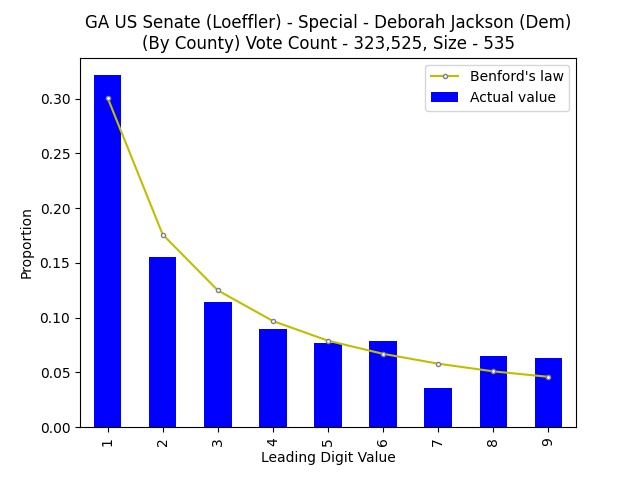 GA US Senate (Loeffler) - Special - Deborah Jackson (Dem)
(By County) Vote Count - 323,525, Size - 535
Benford's law
Actual value
Proportion
0.30
0.25
0.20
0.15
0.10
0.05
0.00
1 2 3 4 5 6 7 8 9
Leading Digit Value